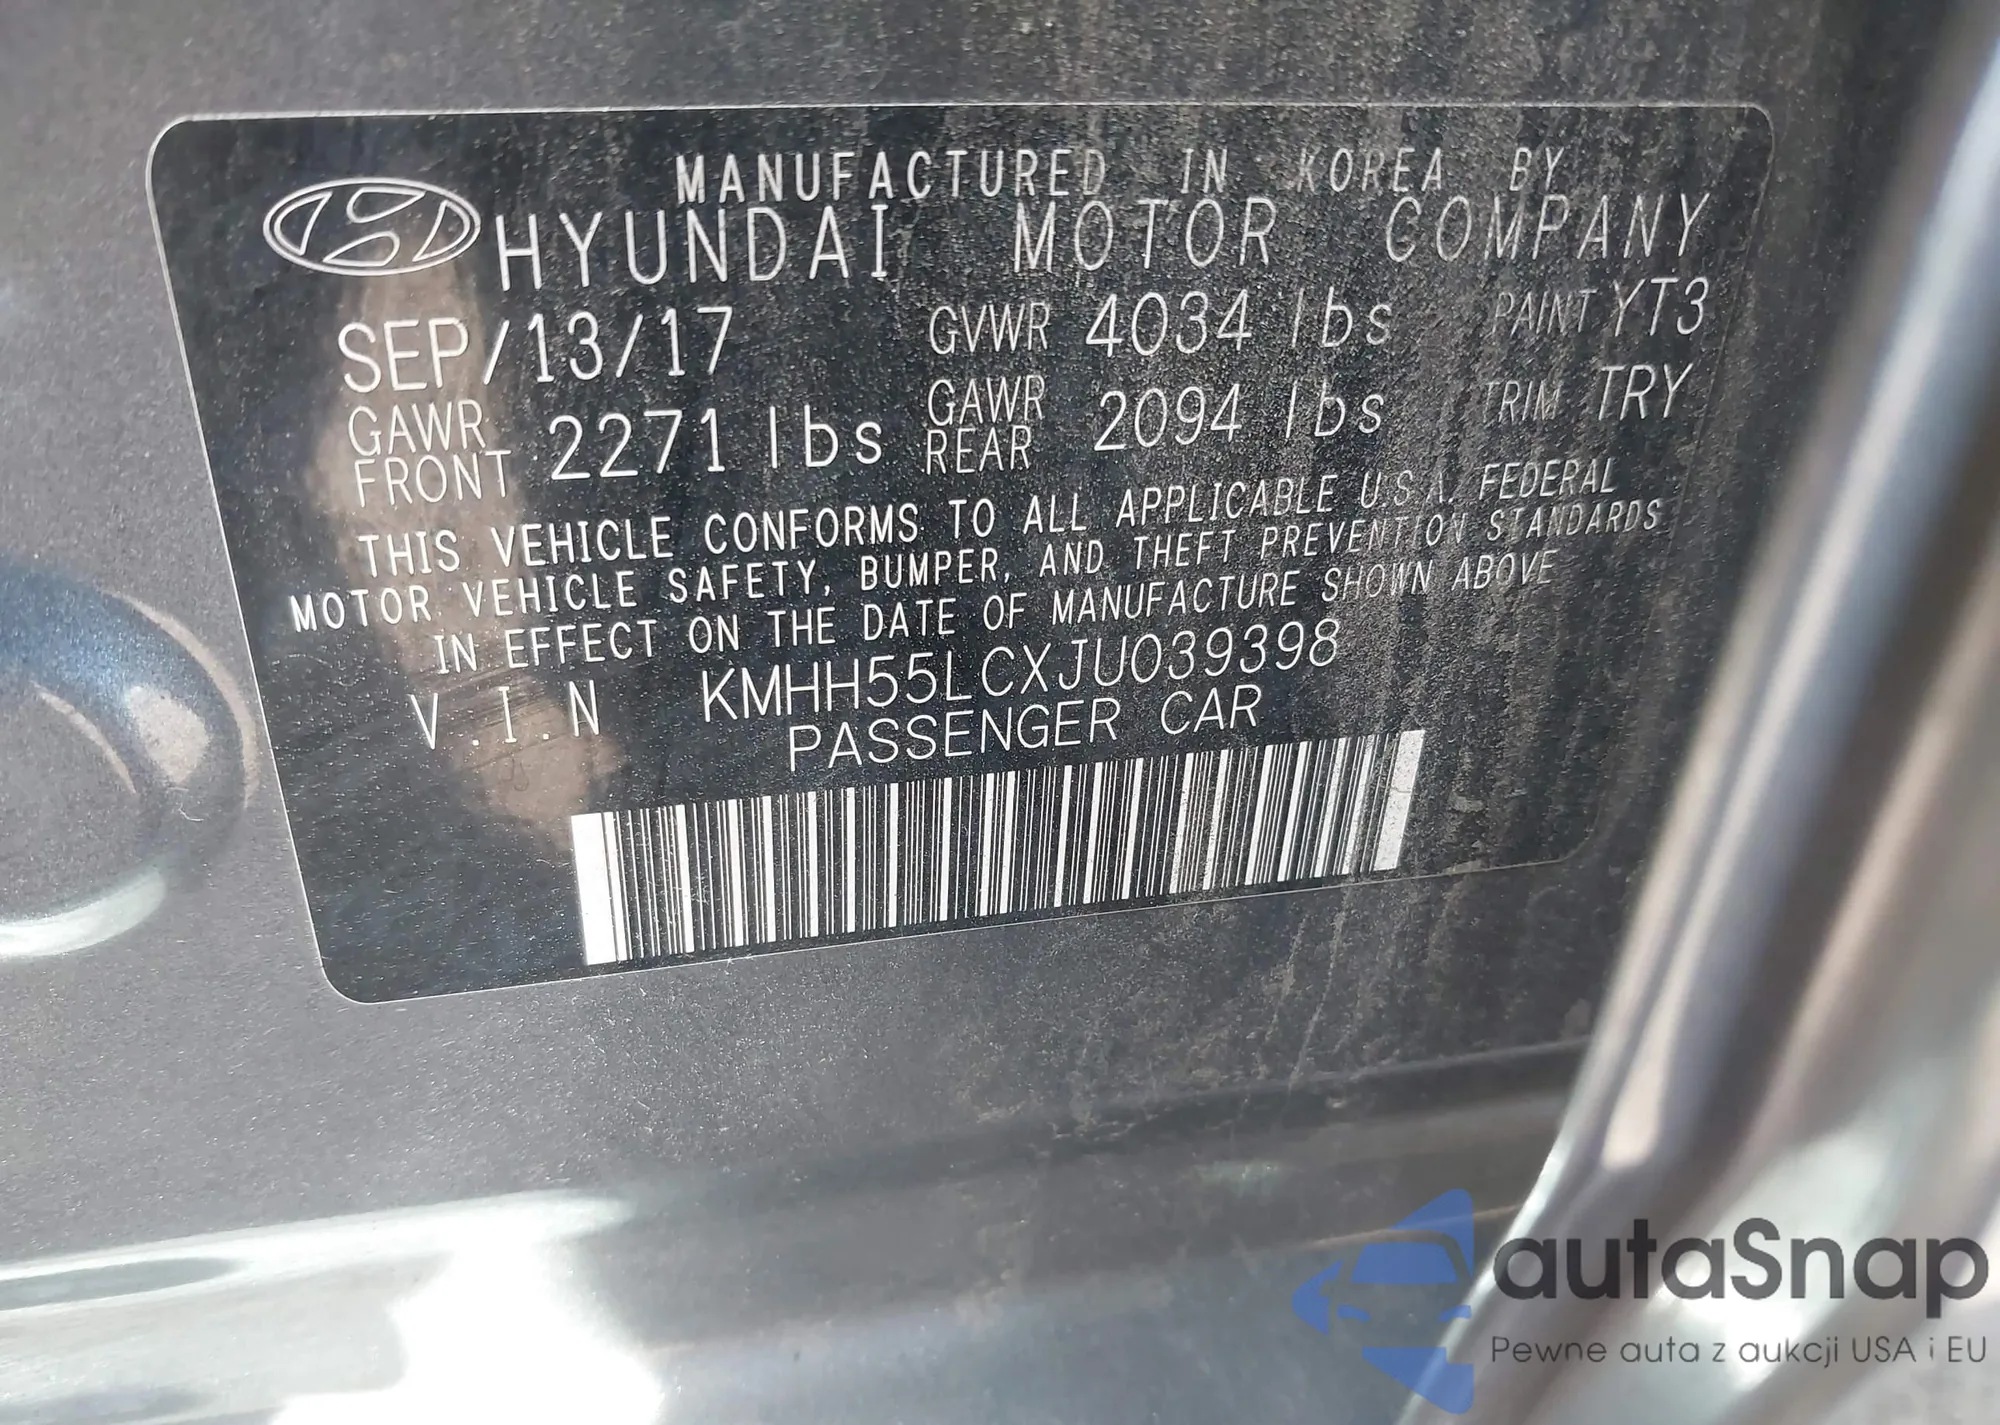 MANUFACTURED IN KOREA BY
HYUNDAI MOTOR COMPANY
SEP/13/17 GVWR 4034 lbs PAINT YT3
GAWR FRONT 2271 lbs GAWR REAR 2094 lbs TRIM TRY
THIS VEHICLE CONFORMS TO ALL APPLICABLE U.S.A. FEDERAL
MOTOR VEHICLE SAFETY, BUMPER, AND THEFT PREVENTION STANDARDS
IN EFFECT ON THE DATE OF MANUFACTURE SHOWN ABOVE
V.I.N KMHH55LCXJU039398
PASSENGER CAR
autaSnap
Pewne auta z aukcji USA i EU